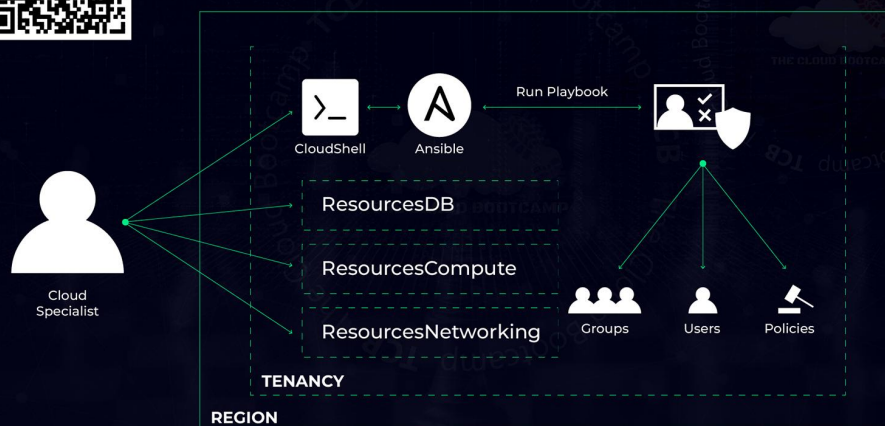 Run Playbook
CloudShell
Ansible
ResourcesDB
ResourcesCompute
ResourcesNetworking
Cloud
Specialist
Groups
Users
Policies
TENANCY
REGION